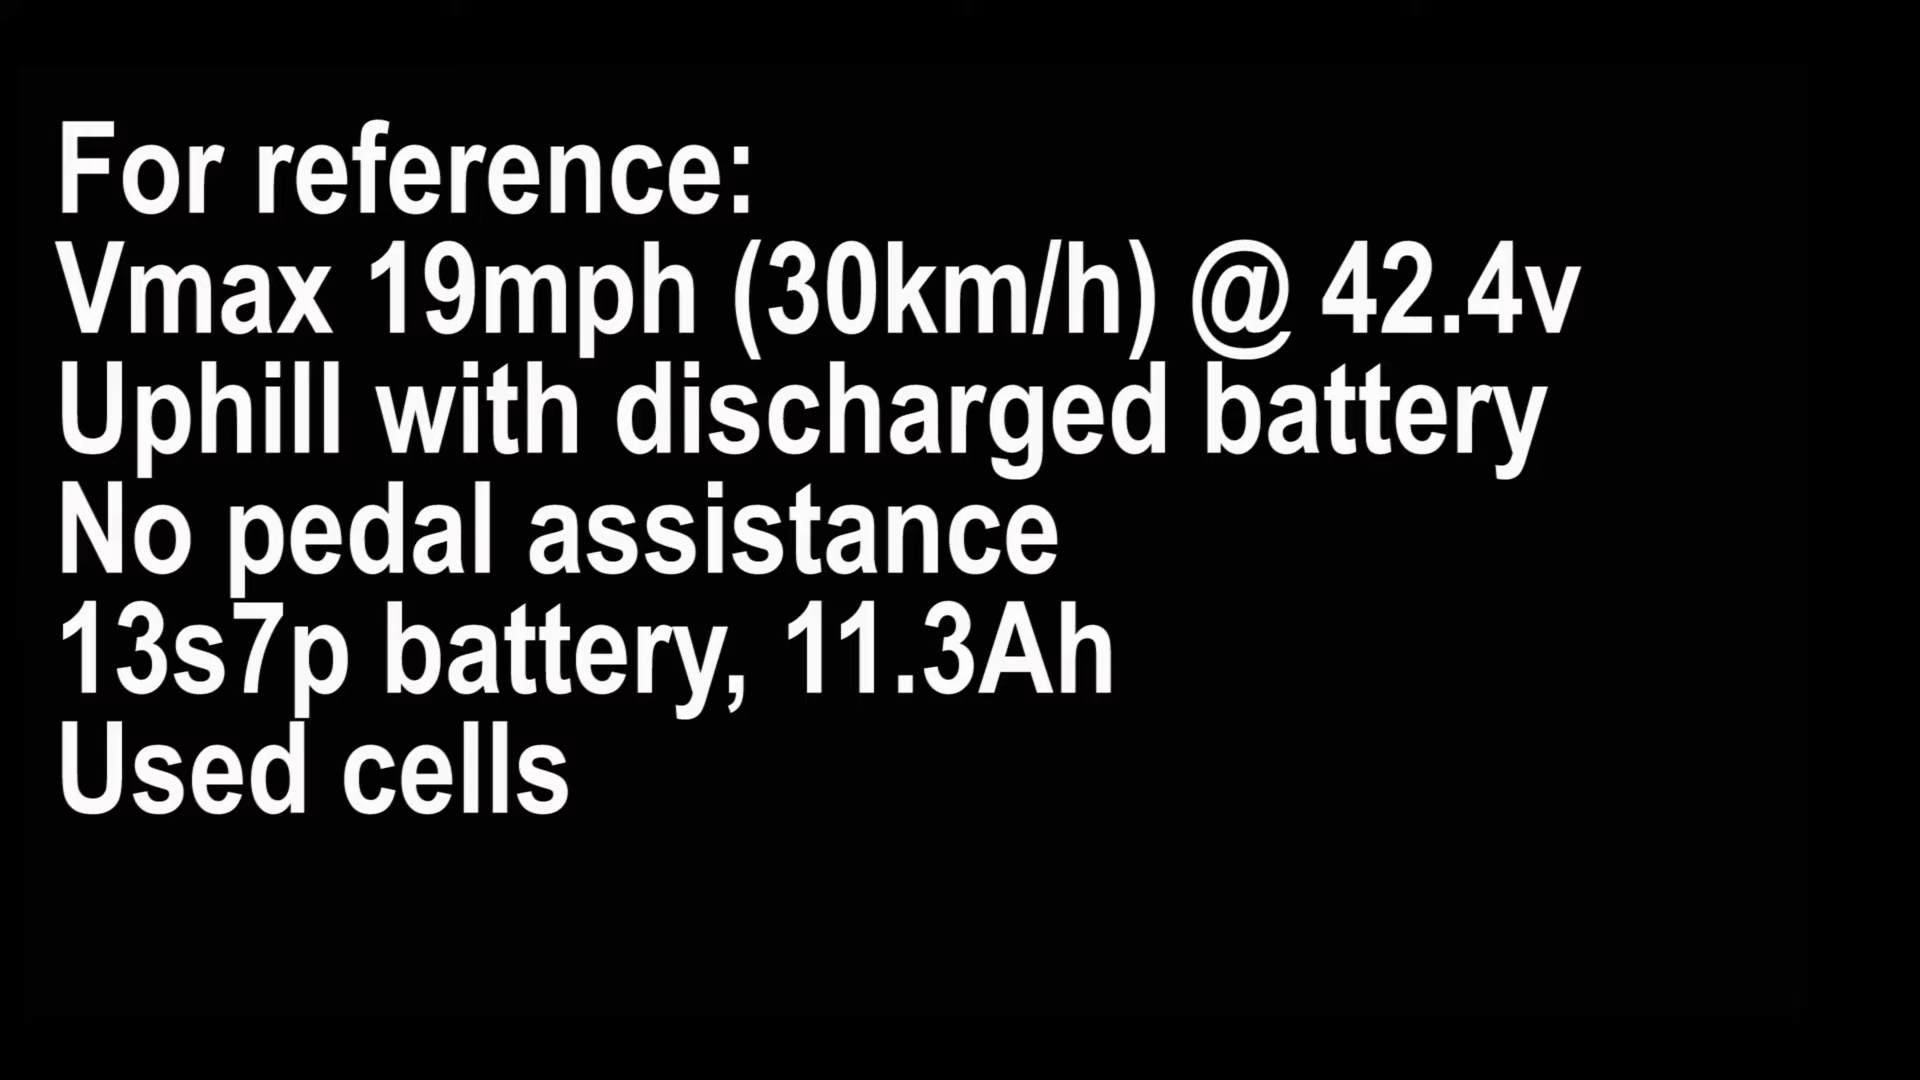 For reference:
Vmax 19mph (30km/h) @ 42.4v
Uphill with discharged battery
No pedal assistance
13s7p battery, 11.3Ah
Used cells